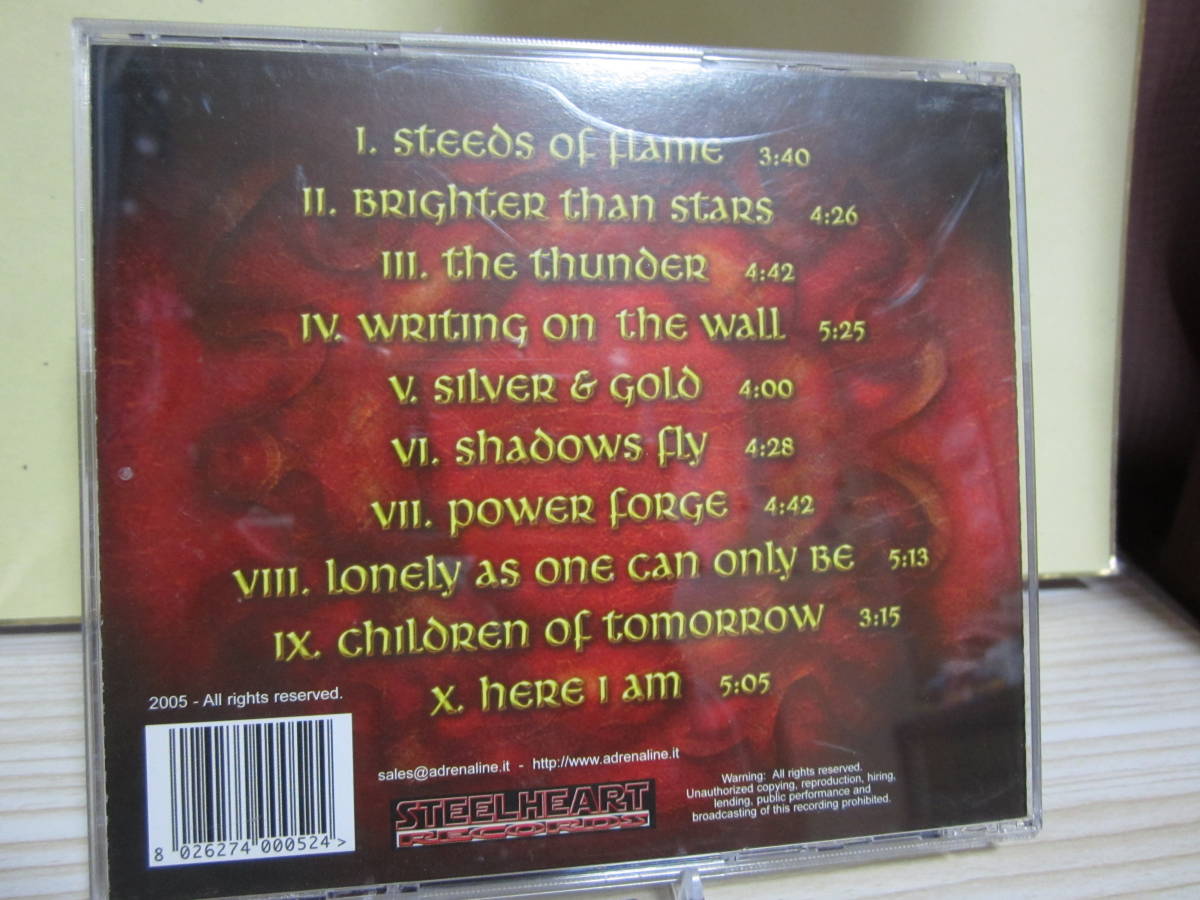 I. Steeds of Flame 3:40
II. Brighter than Stars 4:26
III. The Thunder 4:42
IV. Writing on the Wall 5:25
V. Silver & Gold 4:00
VI. Shadows Fly 4:28
VII. Power Forge 4:42
VIII. Lonely as one can only be 5:13
IX. Children of Tomorrow 3:15
X. Here I am 5:05
2005 - All rights reserved.
8 026274 000524 >
sales@adrenaline.it - http://www.adrenaline.it
STEELHEART
RECORDS
Warning: All rights reserved.
Unauthorized copying, reproduction, hiring,
lending, public performance and
broadcasting of this recording prohibited.